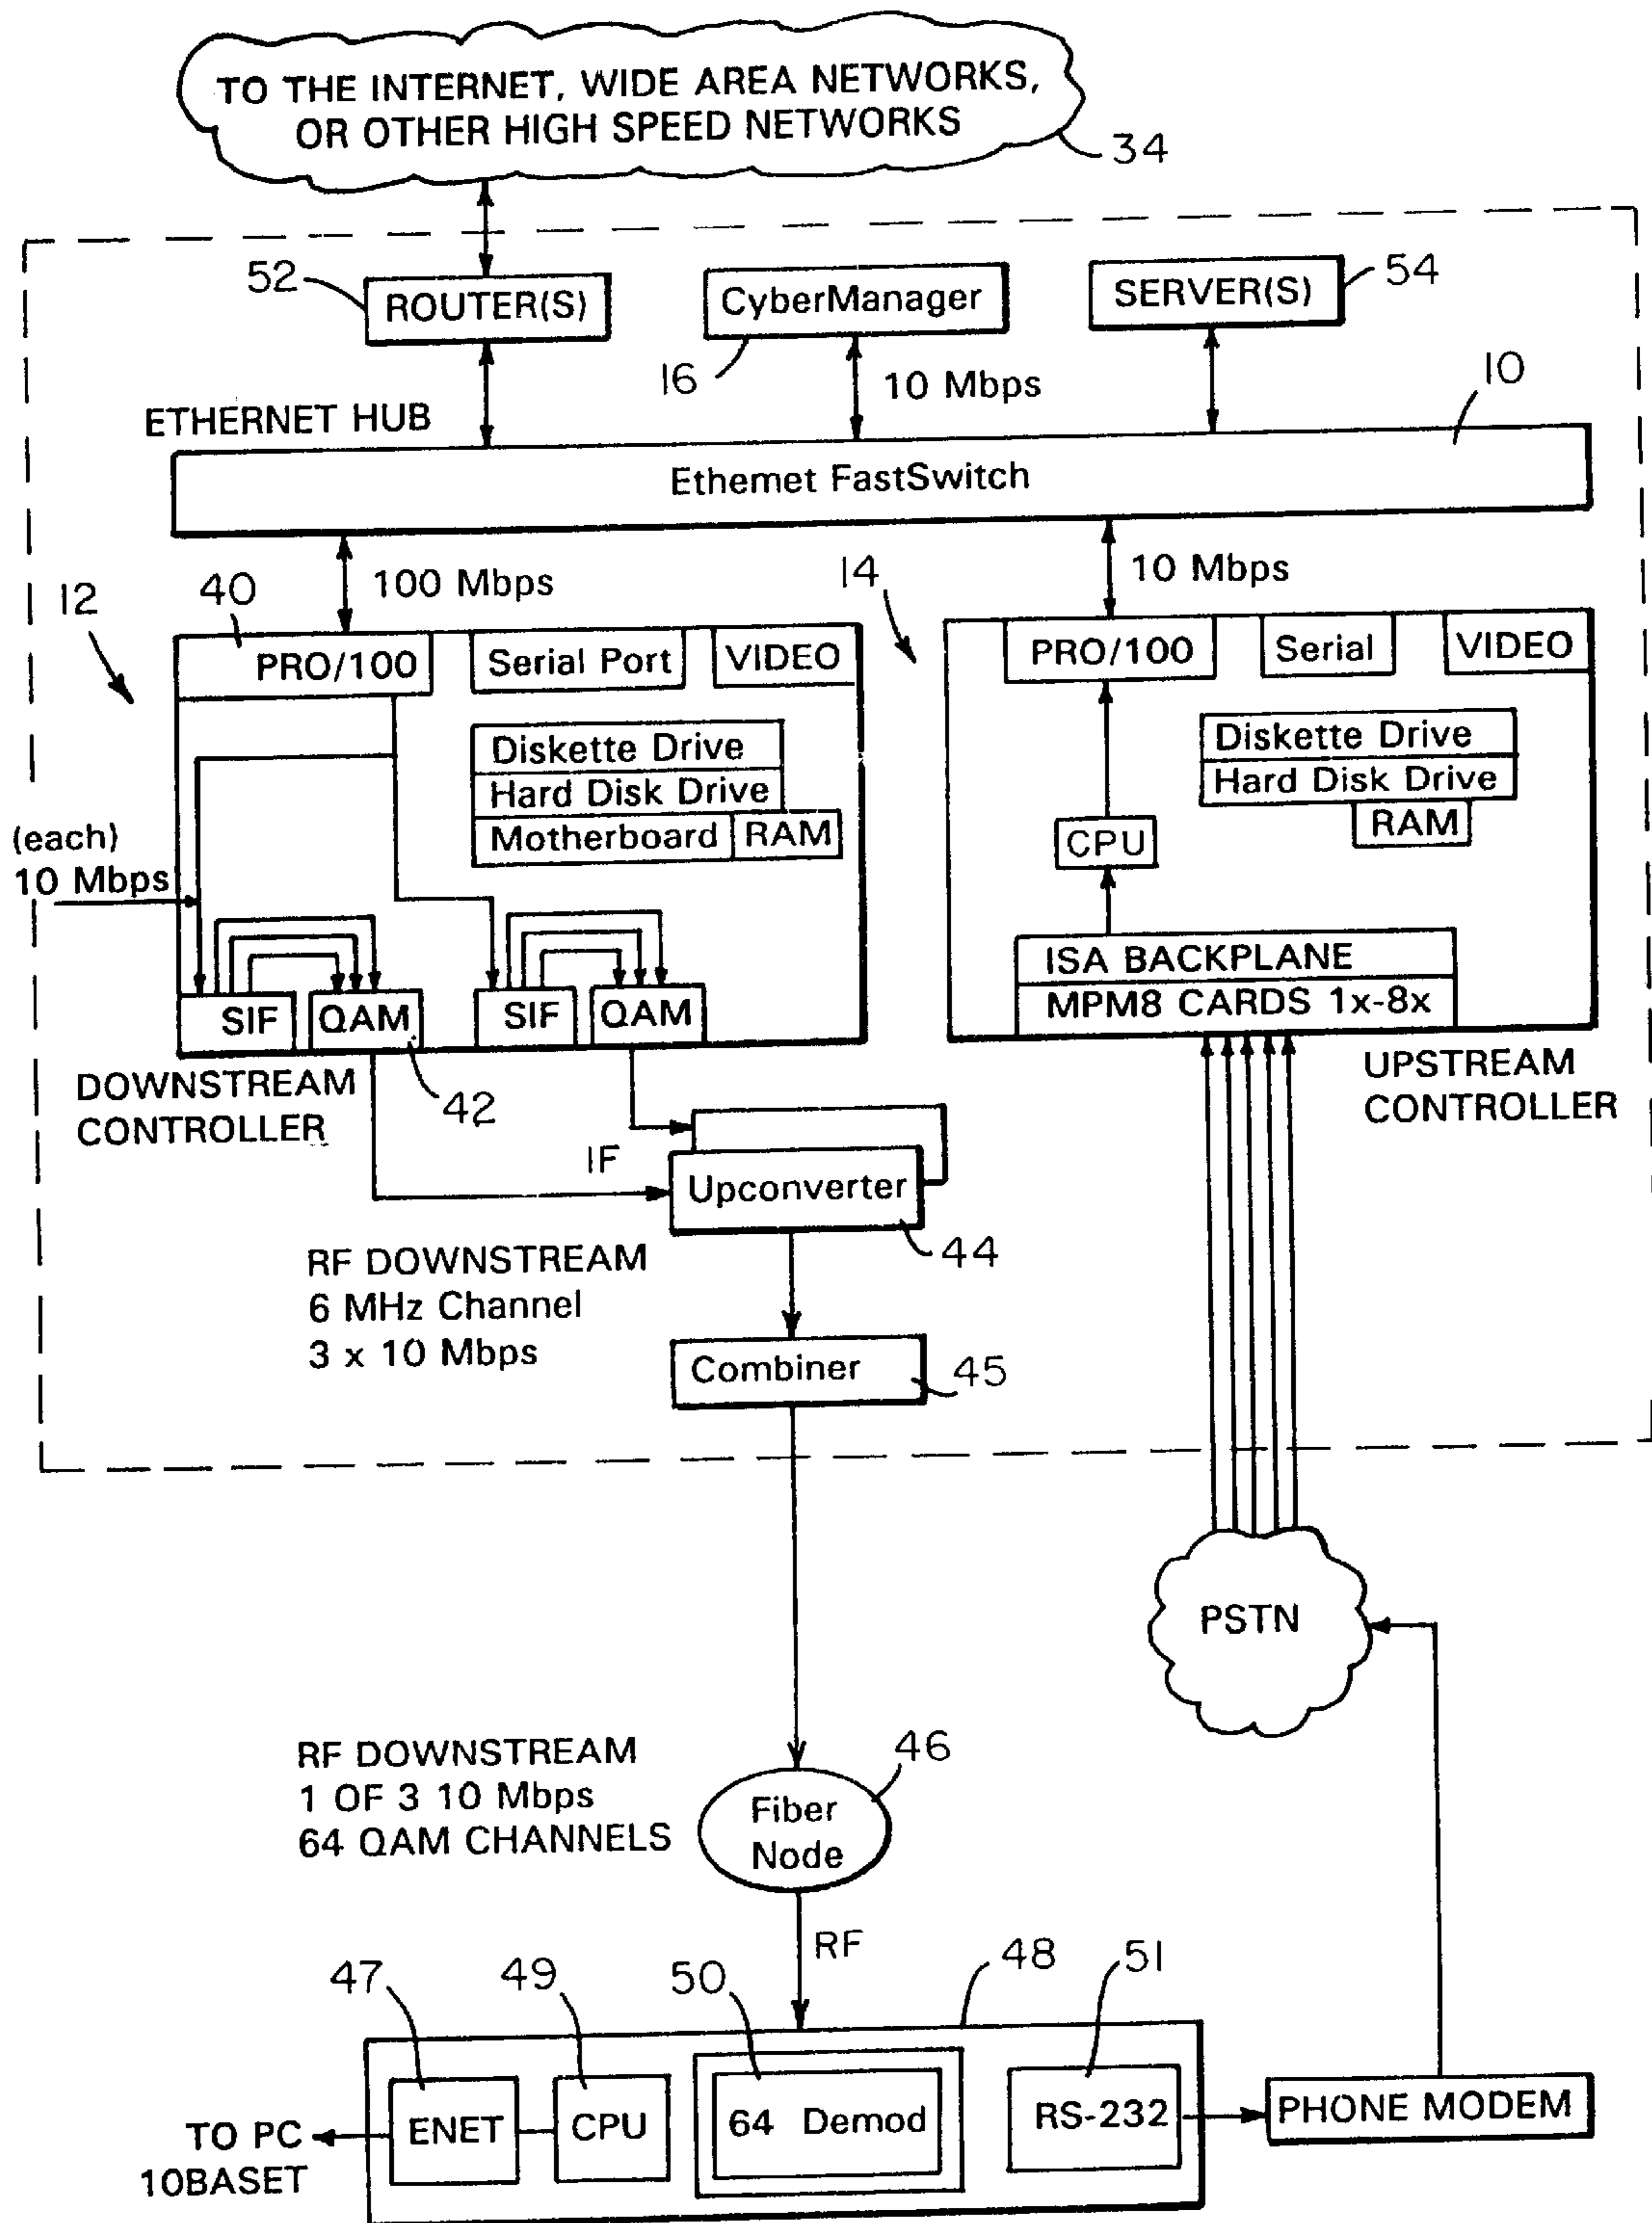 TO THE INTERNET, WIDE AREA NETWORKS,
OR OTHER HIGH SPEED NETWORKS
34
52
ROUTER(S)
CyberManager
SERVER(S)
54
16
10 Mbps
10
ETHERNET HUB
Ethemet FastSwitch
12
40
100 Mbps
14
10 Mbps
PRO/100
Serial Port
VIDEO
PRO/100
Serial
VIDEO
Diskette Drive
Hard Disk Drive
Motherboard
RAM
Diskette Drive
Hard Disk Drive
RAM
(each)
10 Mbps
CPU
ISA BACKPLANE
MPM8 CARDS 1x-8x
SIF
QAM
SIF
QAM
DOWNSTREAM
CONTROLLER
42
UPSTREAM
CONTROLLER
IF
Upconverter
44
RF DOWNSTREAM
6 MHz Channel
3 x 10 Mbps
Combiner
45
PSTN
RF DOWNSTREAM
1 OF 3 10 Mbps
64 QAM CHANNELS
46
Fiber
Node
RF
47
49
50
48
51
TO PC
10BASET
ENET
CPU
64 Demod
RS-232
PHONE MODEM